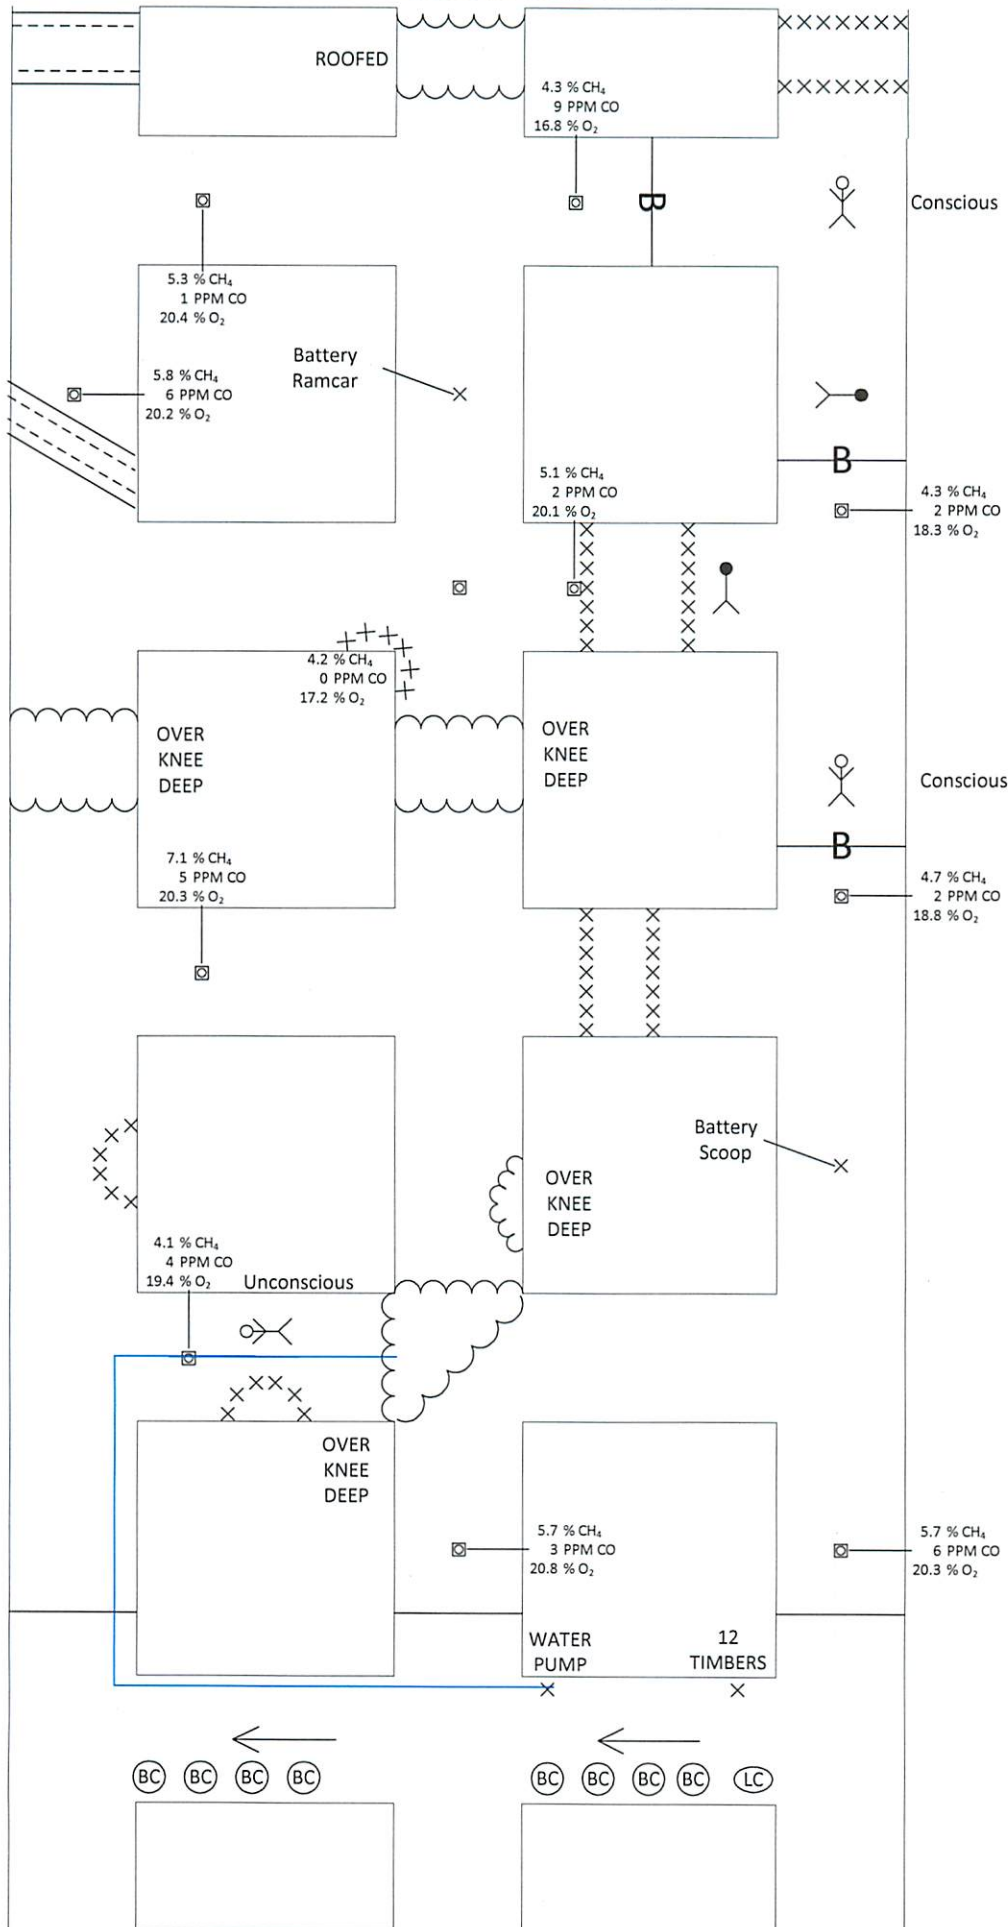 ROOFED
4.3 % CH₄
9 PPM CO
16.8 % O₂
B
Conscious
5.3 % CH₄
1 PPM CO
20.4 % O₂
Battery
Ramcar
5.8 % CH₄
6 PPM CO
20.2 % O₂
B
5.1 % CH₄
2 PPM CO
20.1 % O₂
4.3 % CH₄
2 PPM CO
18.3 % O₂
4.2 % CH₄
0 PPM CO
17.2 % O₂
OVER
KNEE
DEEP
OVER
KNEE
DEEP
Conscious
B
7.1 % CH₄
5 PPM CO
20.3 % O₂
4.7 % CH₄
2 PPM CO
18.8 % O₂
Battery
Scoop
OVER
KNEE
DEEP
4.1 % CH₄
4 PPM CO
19.4 % O₂
Unconscious
OVER
KNEE
DEEP
5.7 % CH₄
3 PPM CO
20.8 % O₂
5.7 % CH₄
6 PPM CO
20.3 % O₂
WATER
PUMP
12
TIMBERS
BC BC BC BC BC BC BC BC LC